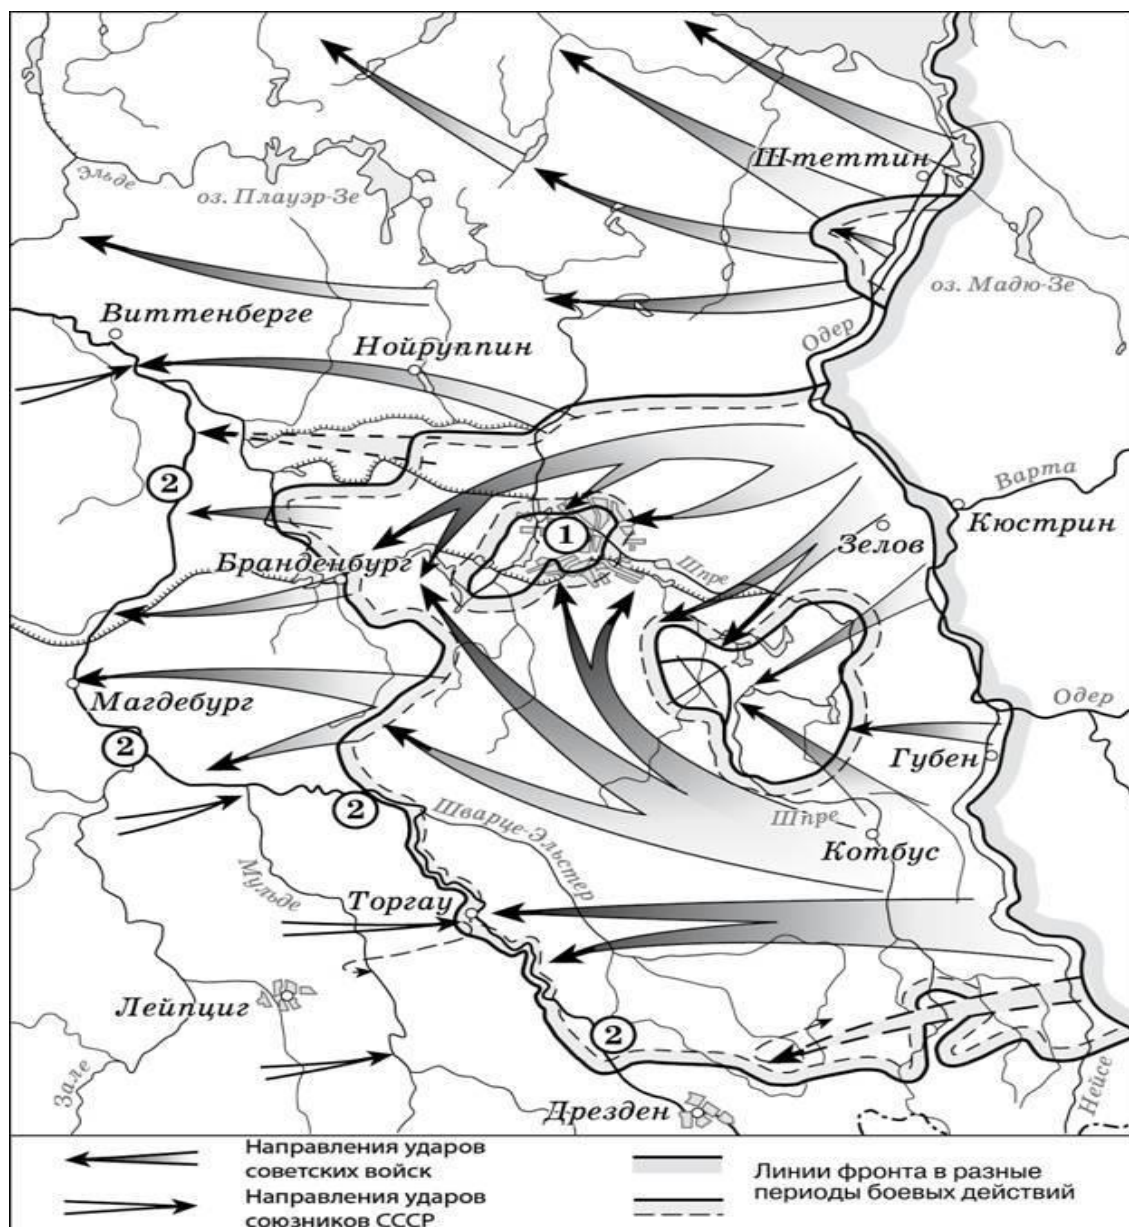 Штеттин
Эльде
оз. Плауэр-Зе
оз. Мадю-Зе
Виттенберге
Одер
Нойруппин
2
Варта
Кюстрин
1
Зелов
Шпре
Бранденбург
Магдебург
Одер
2
Губен
2
Шварце-Эльстер
Шпре
Котбус
Мульде
Торгау
Лейпциг
2
Зале
Нейсе
Дрезден
Направления ударов
советских войск
Направления ударов
союзников СССР
Линии фронта в разные
периоды боевых действий